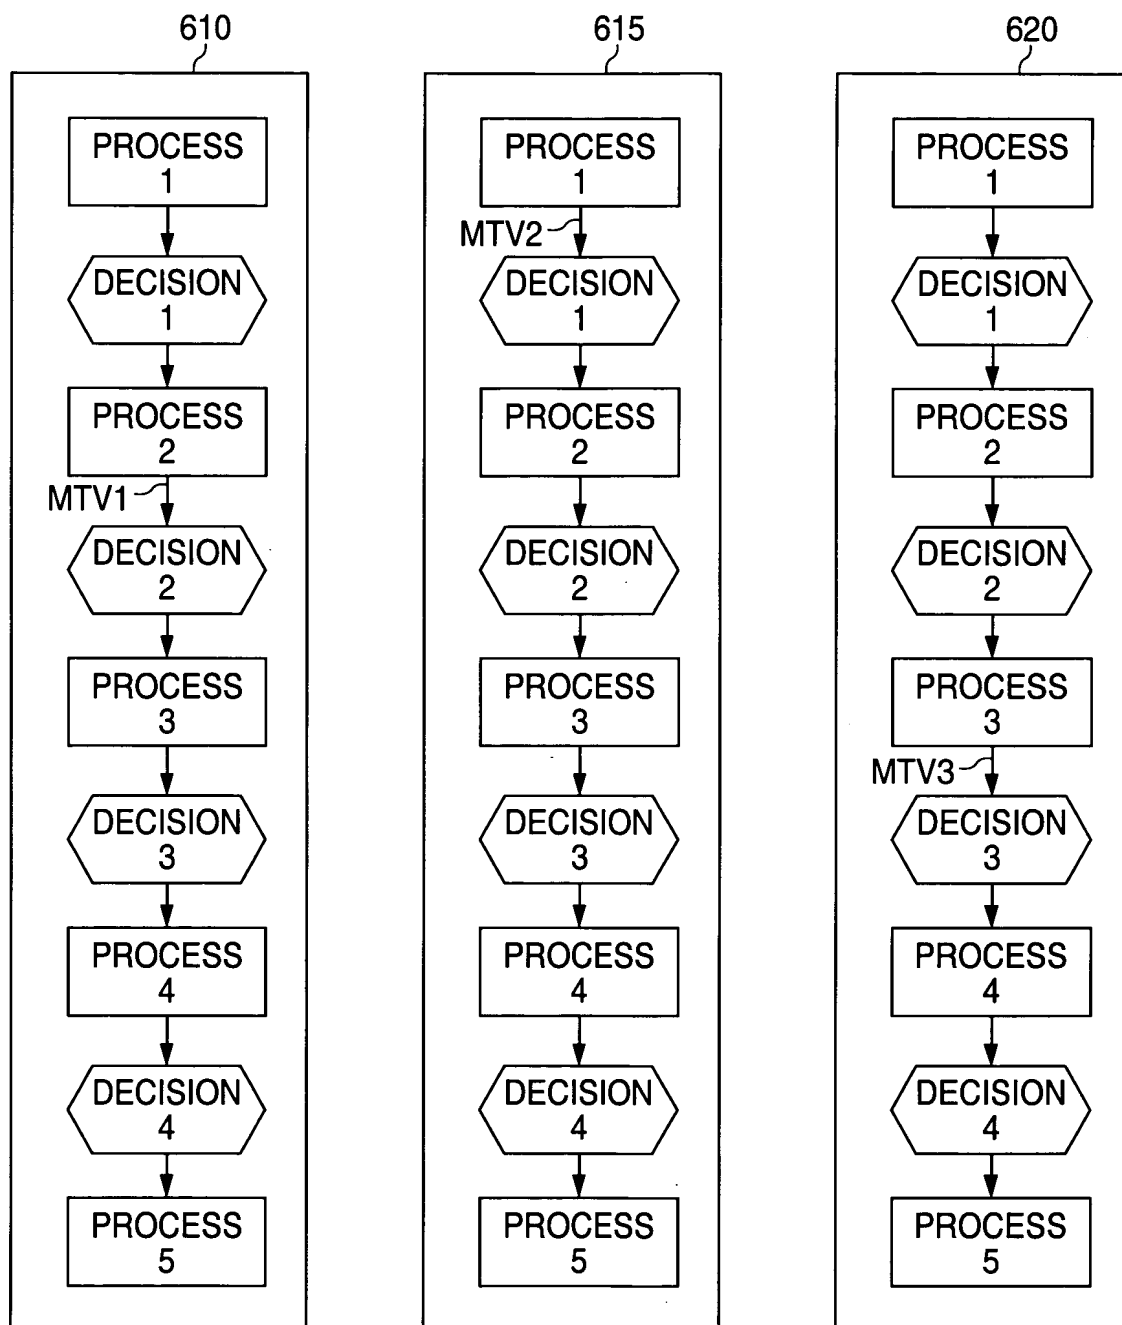 610
PROCESS
1
DECISION
1
PROCESS
2
MTV1
DECISION
2
PROCESS
3
DECISION
3
PROCESS
4
DECISION
4
PROCESS
5
615
PROCESS
1
MTV2
DECISION
1
PROCESS
2
DECISION
2
PROCESS
3
DECISION
3
PROCESS
4
DECISION
4
PROCESS
5
620
PROCESS
1
DECISION
1
PROCESS
2
DECISION
2
PROCESS
3
MTV3
DECISION
3
PROCESS
4
DECISION
4
PROCESS
5